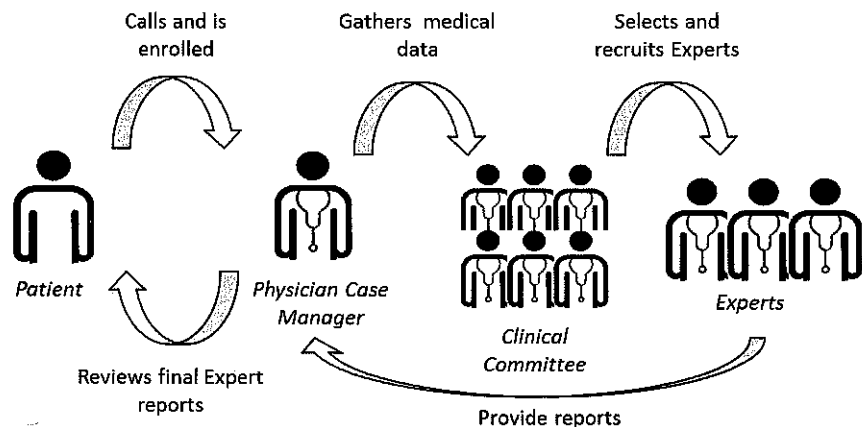 Calls and is
enrolled
Gathers medical
data
Selects and
recruits Experts
Patient
Physician Case
Manager
Clinical
Committee
Experts
Reviews final Expert
reports
Provide reports